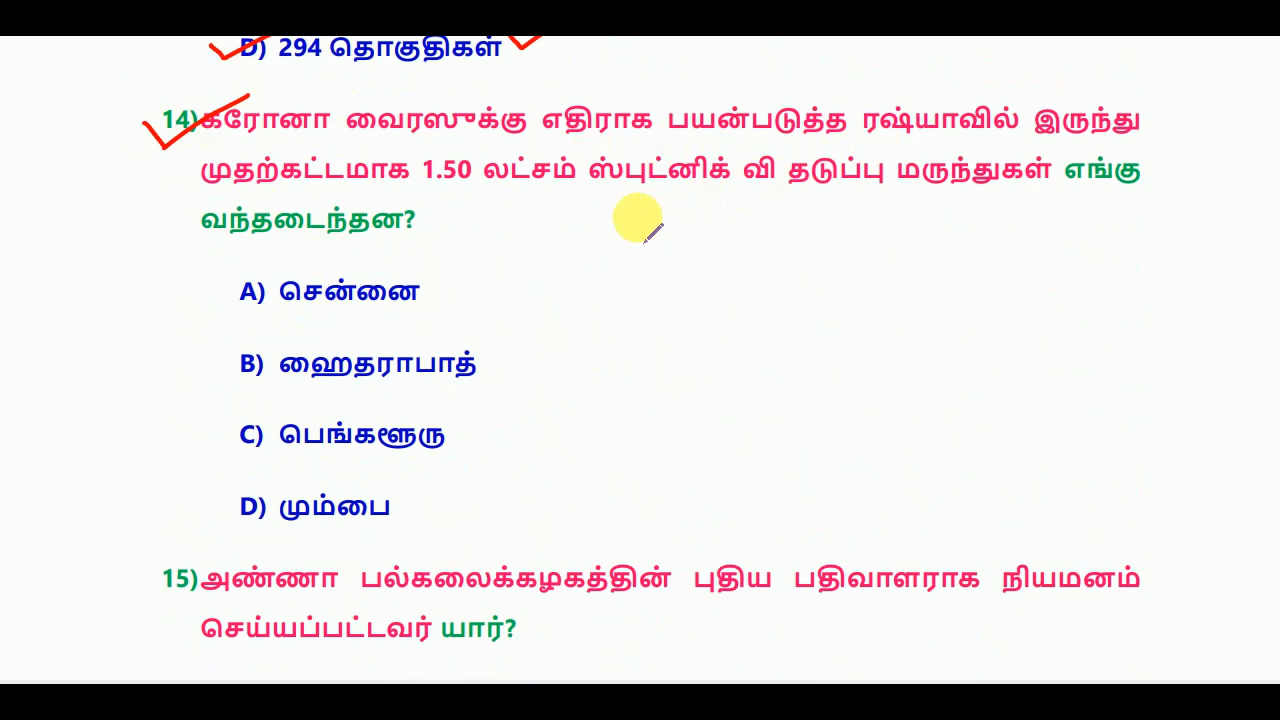 D) 294 தொகுதிகள்
14)கரோனா வைரஸுக்கு எதிராக பயன்படுத்த ரஷ்யாவில் இருந்து
முதற்கட்டமாக 1.50 லட்சம் ஸ்புட்னிக் வி தடுப்பு மருந்துகள் எங்கு
வந்தடைந்தன?
A) சென்னை
B) ஹைதராபாத்
C) பெங்களூரு
D) மும்பை
15)அண்ணா பல்கலைக்கழகத்தின் புதிய பதிவாளராக நியமனம்
செய்யப்பட்டவர் யார்?